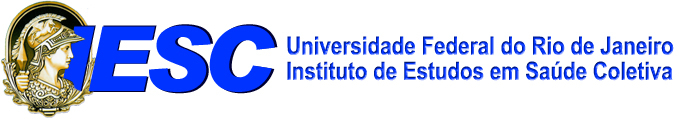 IESC
Universidade Federal do Rio de Janeiro
Instituto de Estudos em Saúde Coletiva